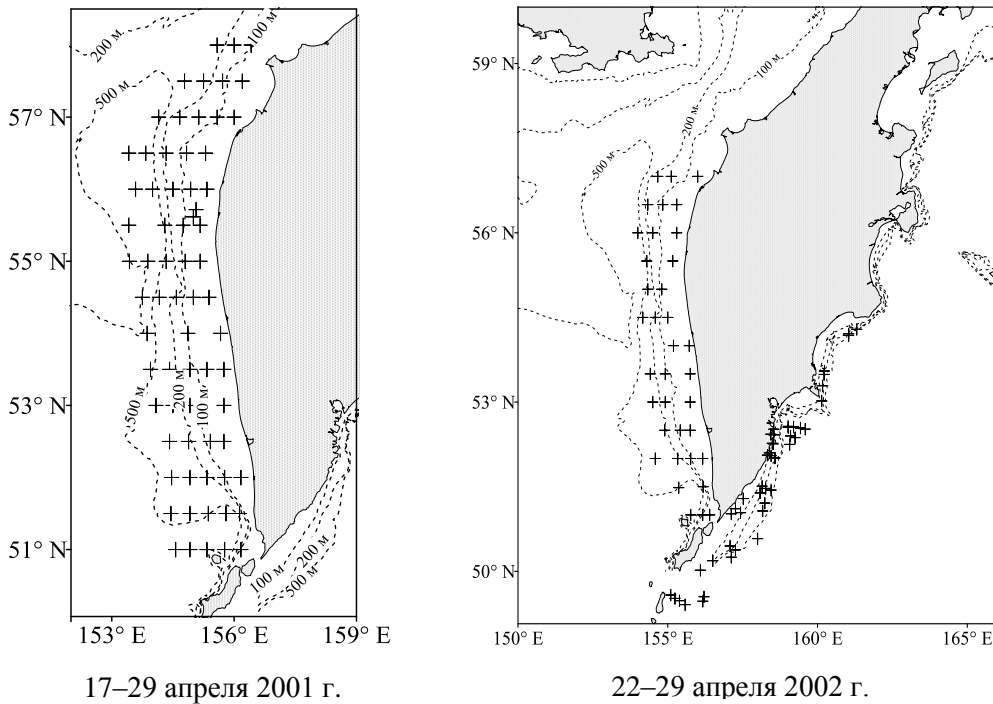 200 м
100 м
500 м
57° N
55° N
53° N
51° N
500 м
200 м
100 м
100 м
200 м
500 м
153° E
156° E
159° E
17–29 апреля 2001 г.
59° N
56° N
53° N
50° N
100 м
200 м
500 м
150° E
155° E
160° E
165° E
22–29 апреля 2002 г.